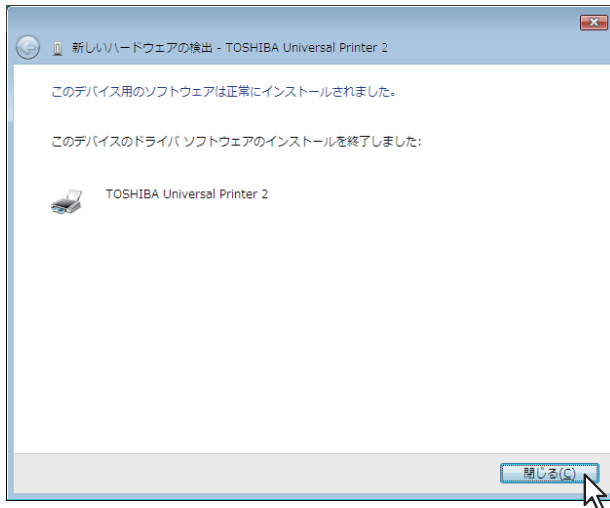 新しいハードウェアの検出 - TOSHIBA Universal Printer 2
このデバイス用のソフトウェアは正常にインストールされました。
このデバイスのドライバ ソフトウェアのインストールを終了しました:
TOSHIBA Universal Printer 2
閉じる(C)